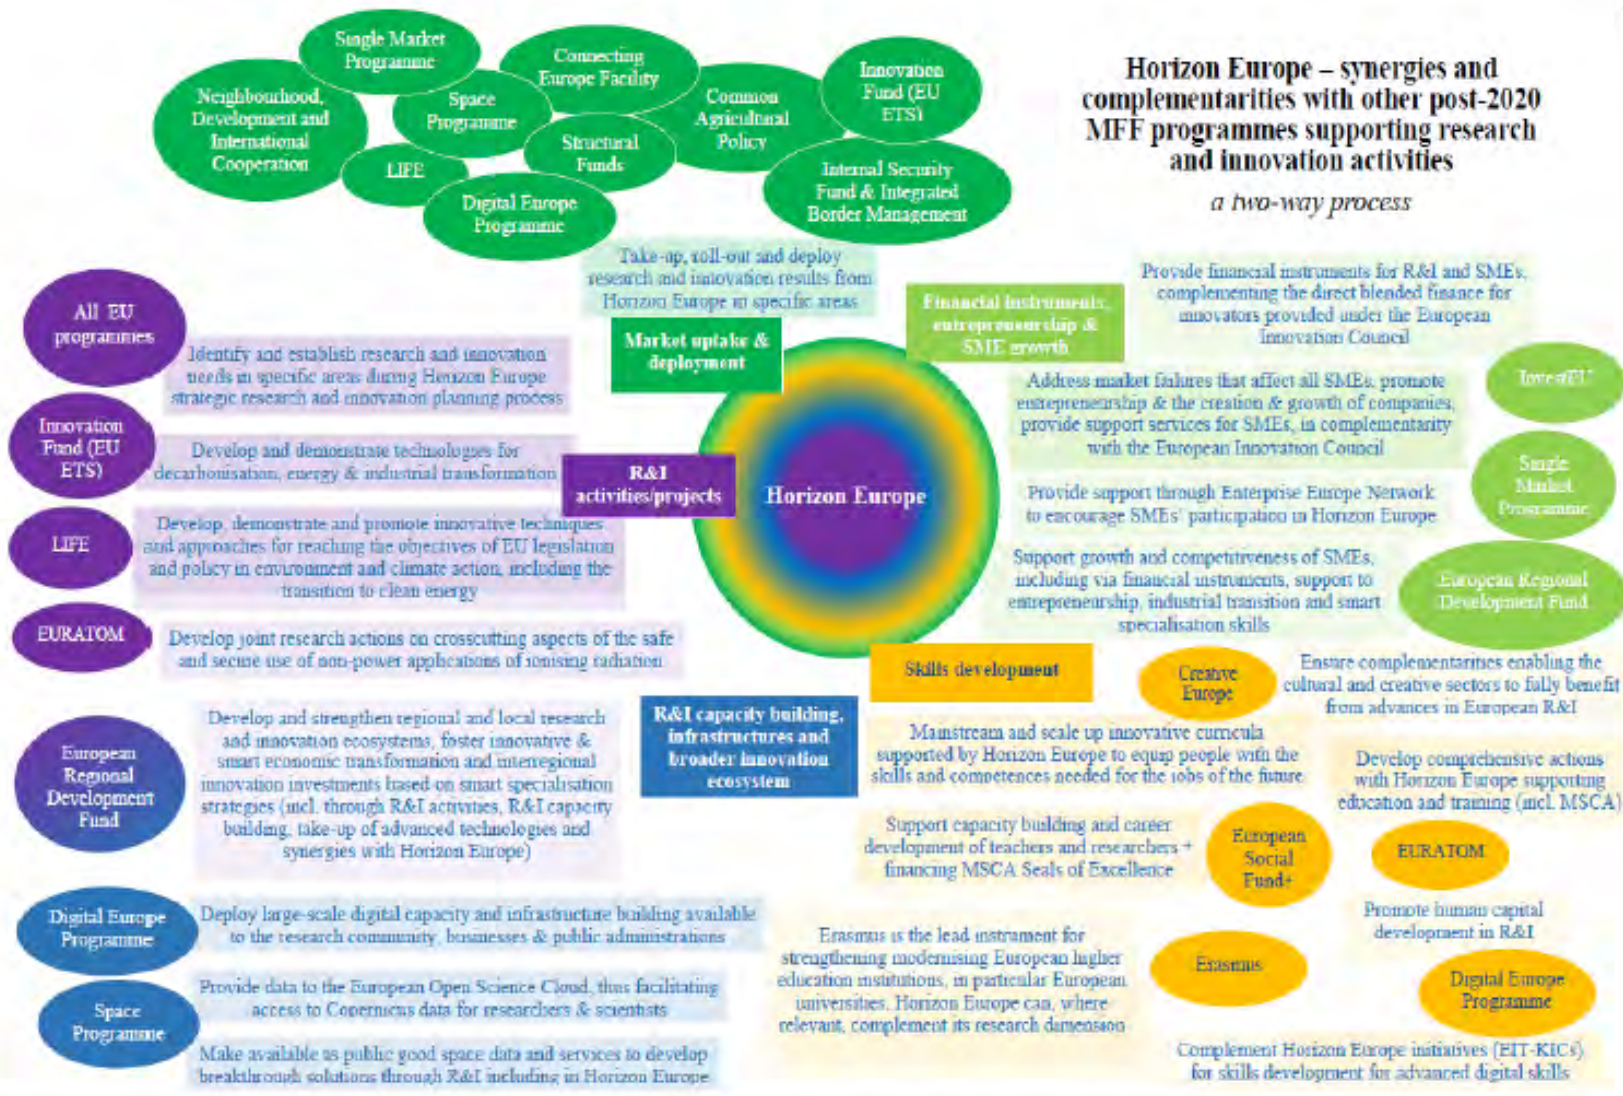 Horizon Europe – synergies and
complementarities with other post-2020
MFF programmes supporting research
and innovation activities
a two-way process
Single Market
Programme
Connecting
Europe Facility
Innovation
Fund (EU
ETS)
Neighbourhood,
Development and
International
Cooperation
Space
Programme
Common
Agricultural
Policy
LIFE
Structural
Funds
Internal Security
Fund & Integrated
Border Management
Digital Europe
Programme
Take-up, roll-out and deploy
research and innovation results from
Horizon Europe in specific areas
Market uptake &
deployment
Financial instruments,
entrepreneurship &
SME growth
Provide financial instruments for R&I and SMEs,
complementing the direct blended finance for
innovators provided under the European
Innovation Council
InvestEU
Address market failures that affect all SMEs, promote
entrepreneurship & the creation & growth of companies,
provide support services for SMEs, in complementarity
with the European Innovation Council
Single
Market
Programme
Provide support through Enterprise Europe Network
to encourage SMEs' participation in Horizon Europe
Support growth and competitiveness of SMEs,
including via financial instruments, support to
entrepreneurship, industrial transition and smart
specialisation skills
European Regional
Development Fund
All EU
programmes
Identify and establish research and innovation
needs in specific areas during Horizon Europe
strategic research and innovation planning process
Innovation
Fund (EU
ETS)
Develop and demonstrate technologies for
decarbonisation, energy & industrial transformation
R&I
activities/projects
Horizon Europe
LIFE
Develop, demonstrate and promote innovative techniques
and approaches for reaching the objectives of EU legislation
and policy in environment and climate action, including the
transition to clean energy
EURATOM
Develop joint research actions on crosscutting aspects of the safe
and secure use of non-power applications of ionising radiation
European
Regional
Development
Fund
Develop and strengthen regional and local research
and innovation ecosystems, foster innovative &
smart economic transformation and interregional
innovation investments based on smart specialisation
strategies (incl. through R&I activities, R&I capacity
building, take-up of advanced technologies and
synergies with Horizon Europe)
R&I capacity building,
infrastructures and
broader innovation
ecosystem
Digital Europe
Programme
Deploy large-scale digital capacity and infrastructure building available
to the research community, businesses & public administrations
Space
Programme
Provide data to the European Open Science Cloud, thus facilitating
access to Copernicus data for researchers & scientists
Make available as public good space data and services to develop
breakthrough solutions through R&I including in Horizon Europe
Skills development
Creative
Europe
Ensure complementarities enabling the
cultural and creative sectors to fully benefit
from advances in European R&I
Mainstream and scale up innovative curricula
supported by Horizon Europe to equip people with the
skills and competences needed for the jobs of the future
Develop comprehensive actions
with Horizon Europe supporting
education and training (incl. MSCA)
Support capacity building and career
development of teachers and researchers +
financing MSCA Seals of Excellence
European
Social
Fund+
EURATOM
Promote human capital
development in R&I
Erasmus is the lead instrument for
strengthening modernising European higher
education institutions, in particular European
universities. Horizon Europe can, where
relevant, complement its research dimension
Erasmus
Digital Europe
Programme
Complement Horizon Europe initiatives (EIT-KICs)
for skills development for advanced digital skills